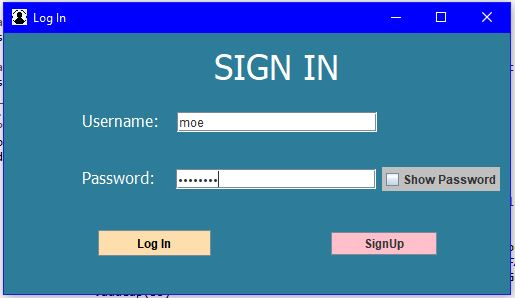 Log In
SIGN IN
Username: moe
Password: ••••••••
Show Password
Log In
SignUp